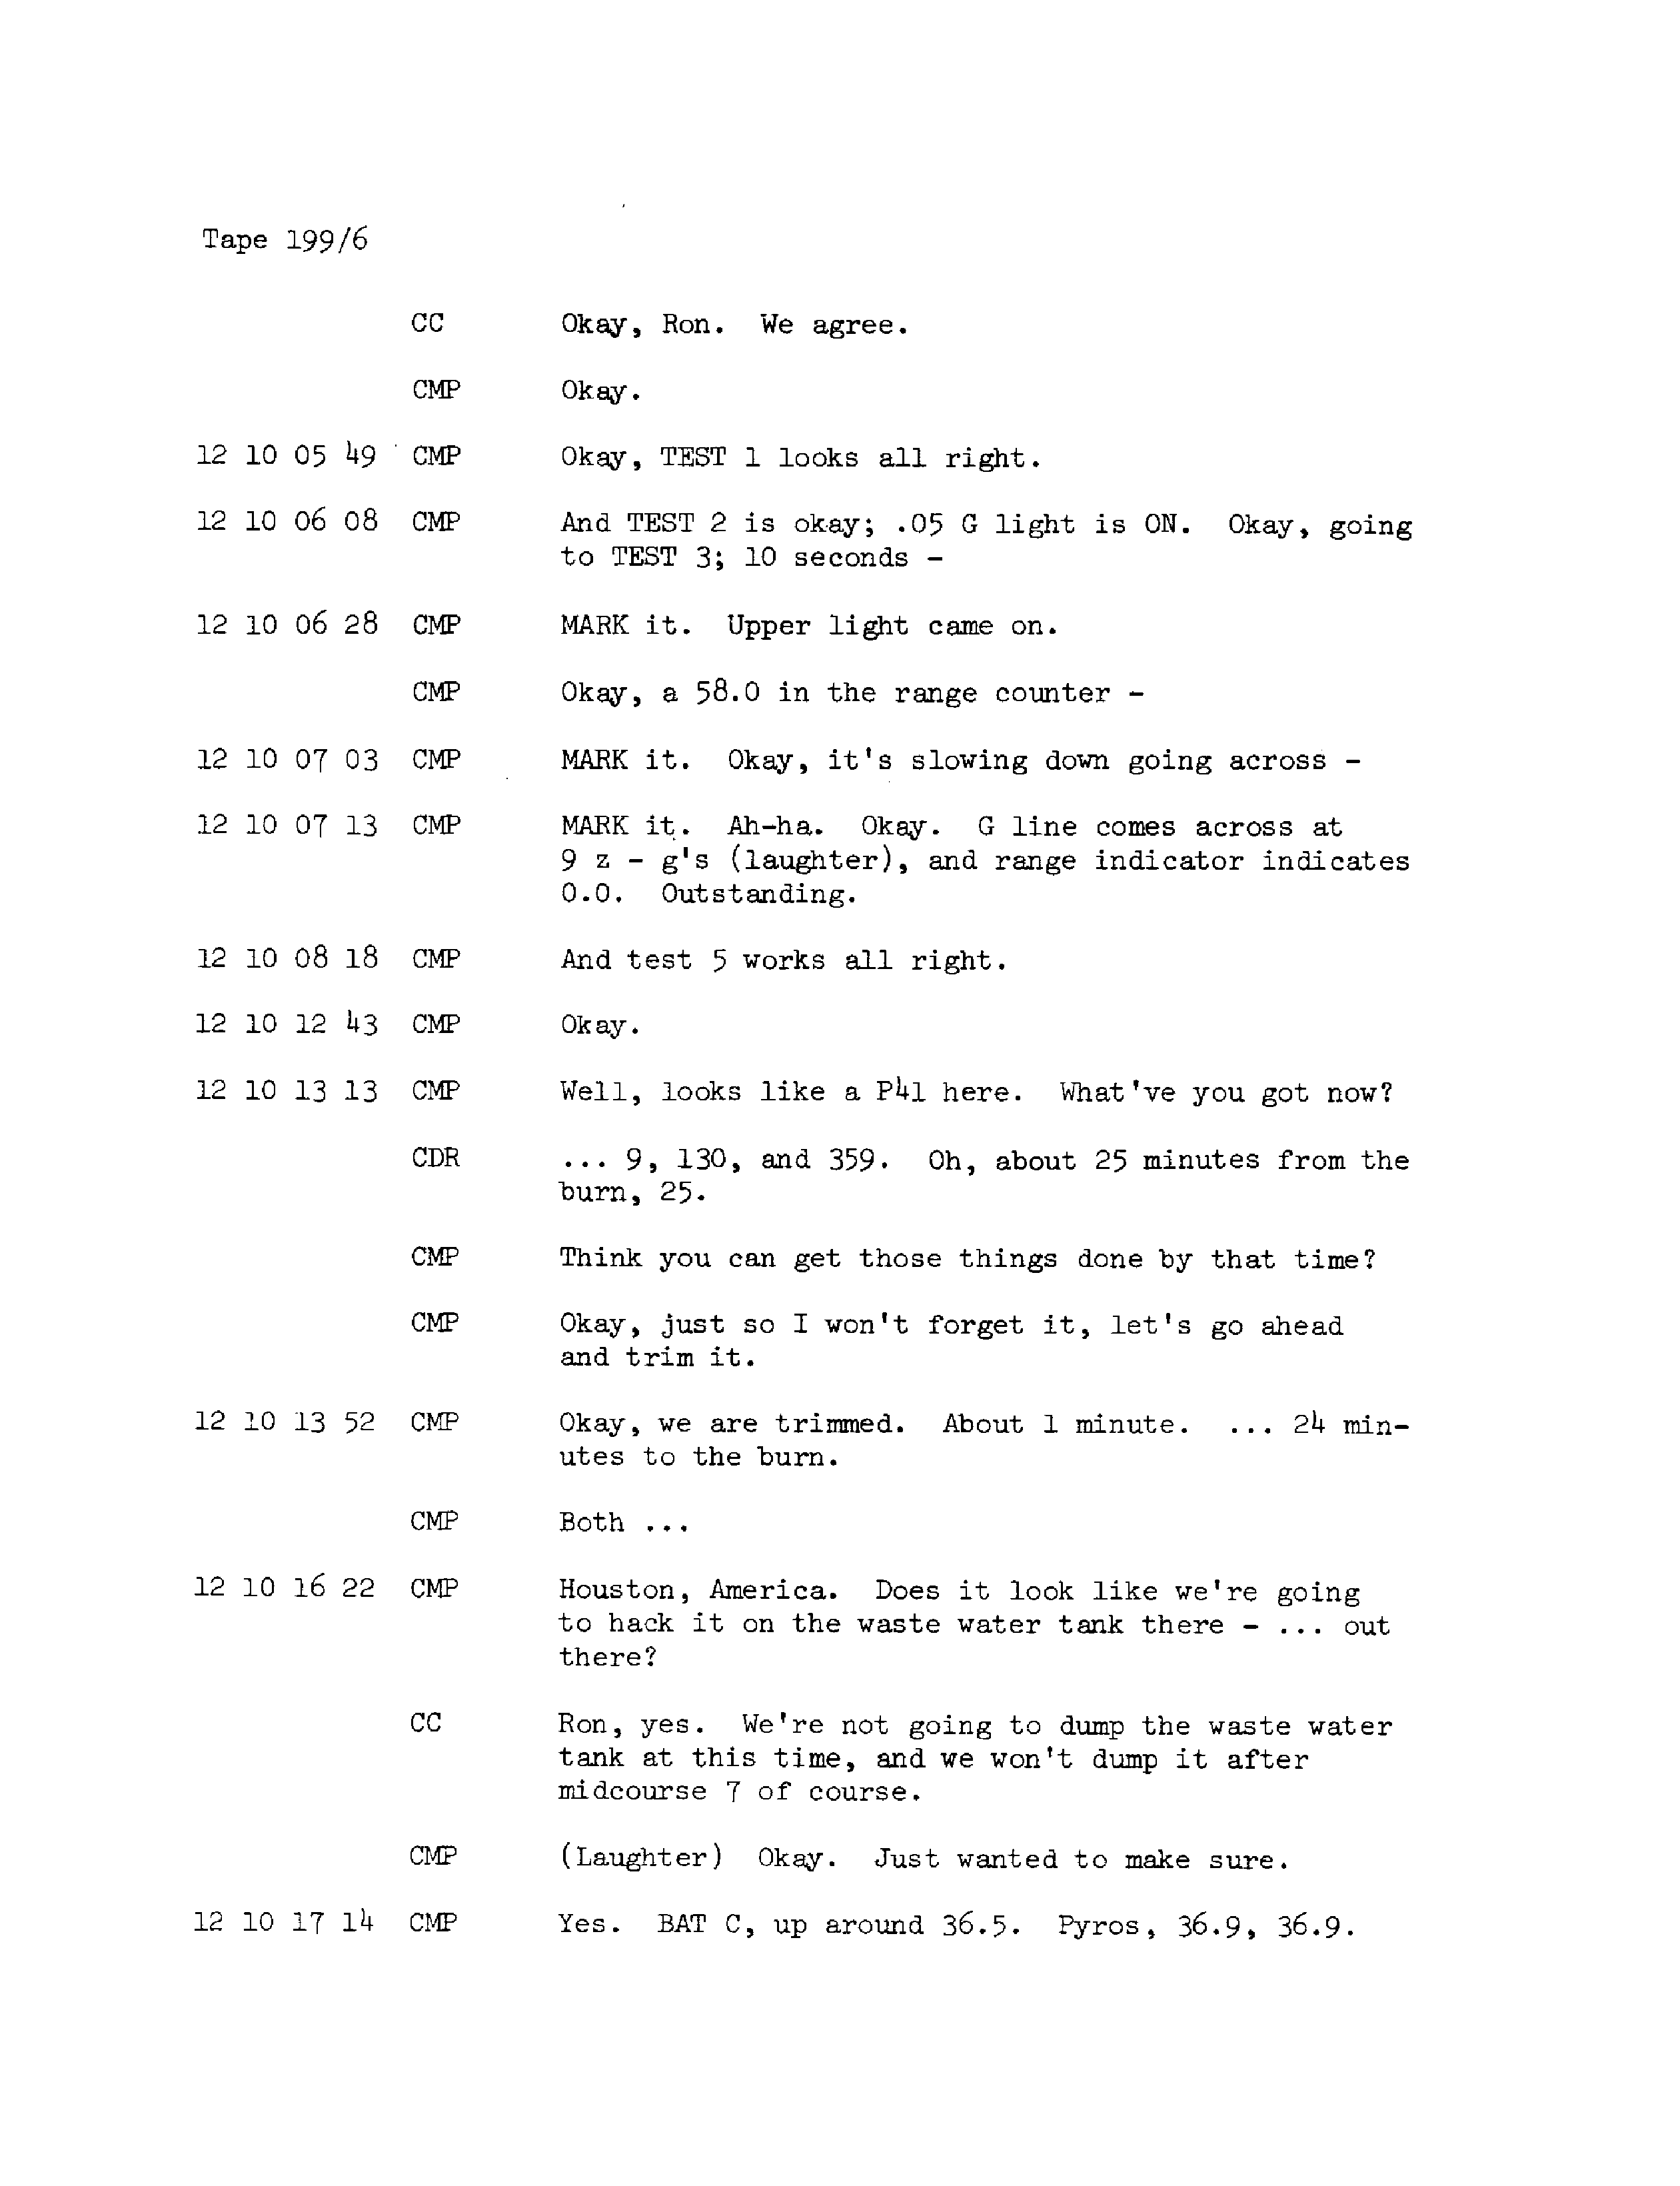 Tape 199/6
CC Okay, Ron. We agree.
CMP Okay.
12 10 05 49 CMP Okay, TEST 1 looks all right.
12 10 06 08 CMP And TEST 2 is okay; .05 G light is ON. Okay, going
to TEST 3; 10 seconds -
12 10 06 28 CMP MARK it. Upper light came on.
CMP Okay, a 58.0 in the range counter -
12 10 07 03 CMP MARK it. Okay, it's slowing down going across -
12 10 07 13 CMP MARK it. Ah-ha. Okay. G line comes across at
9 z - g's (laughter), and range indicator indicates
0.0. Outstanding.
12 10 08 18 CMP And test 5 works all right.
12 10 12 43 CMP Okay.
12 10 13 13 CMP Well, looks like a P41 here. What've you got now?
CDR ... 9, 130, and 359. Oh, about 25 minutes from the
burn, 25.
CMP Think you can get those things done by that time?
CMP Okay, just so I won't forget it, let's go ahead
and trim it.
12 10 13 52 CMP Okay, we are trimmed. About 1 minute. ... 24 min-
utes to the burn.
CMP Both ...
12 10 16 22 CMP Houston, America. Does it look like we're going
to hack it on the waste water tank there - ... out
there?
CC Ron, yes. We're not going to dump the waste water
tank at this time, and we won't dump it after
midcourse 7 of course.
CMP (Laughter) Okay. Just wanted to make sure.
12 10 17 14 CMP Yes. BAT C, up around 36.5. Pyros, 36.9, 36.9.